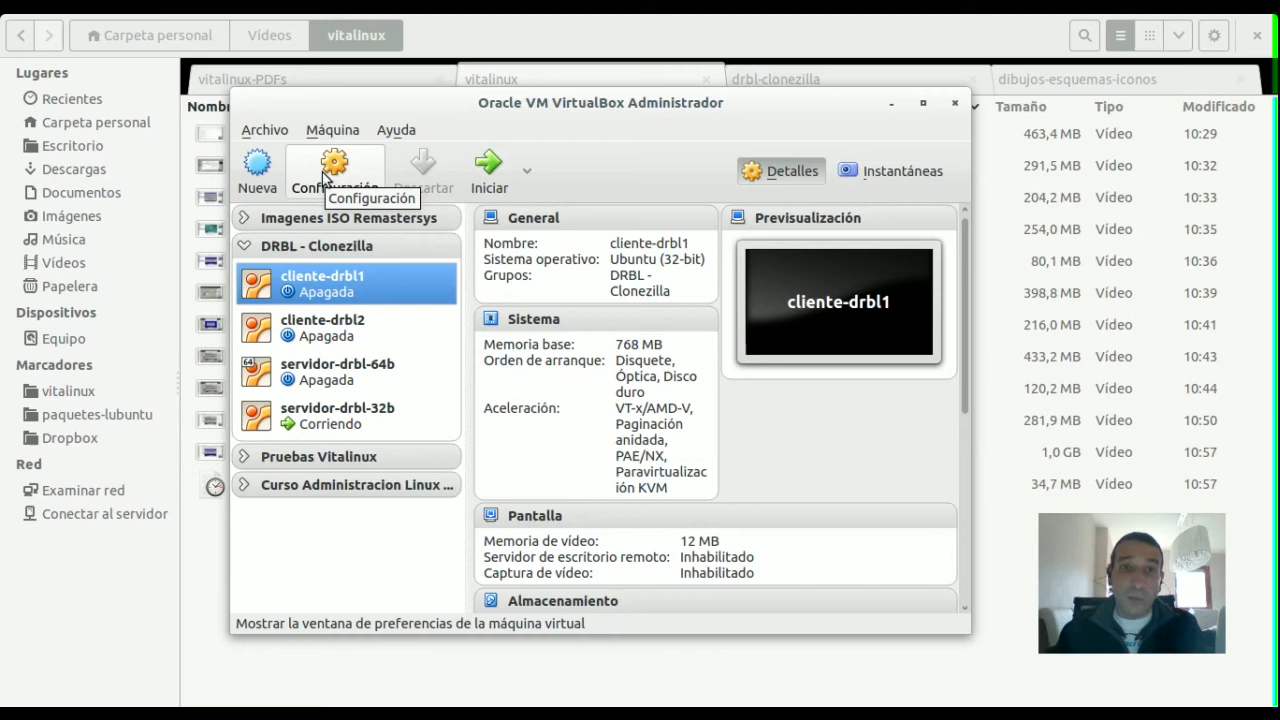 Carpeta personal
Vídeos
vitalinux
Lugares
Recientes
Carpeta personal
Escritorio
Descargas
Documentos
Imágenes
Música
Vídeos
Papelera
Dispositivos
Equipo
Marcadores
vitalinux
paquetes-lubuntu
Dropbox
Red
Examinar red
Conectar al servidor
vitalinux-PDFs
vitalinux
drbl-clonezilla
dibujos-esquemas-iconos
Tamaño
Tipo
Modificado
463,4 MB Vídeo 10:29
291,5 MB Vídeo 10:32
204,2 MB Vídeo 10:33
254,0 MB Vídeo 10:35
80,1 MB Vídeo 10:36
398,8 MB Vídeo 10:39
216,0 MB Vídeo 10:41
433,2 MB Vídeo 10:43
120,2 MB Vídeo 10:44
281,9 MB Vídeo 10:50
1,0 GB Vídeo 10:57
34,7 MB Vídeo 10:57
Oracle VM VirtualBox Administrador
Archivo
Máquina
Ayuda
Nueva
Iniciar
Configuración
Detalles
Instantáneas
Imagenes ISO Remastersys
DRBL - Clonezilla
cliente-drbl1
Apagada
cliente-drbl2
Apagada
64
servidor-drbl-64b
Apagada
servidor-drbl-32b
Corriendo
Pruebas Vitalinux
Curso Administracion Linux ...
General
Nombre: cliente-drbl1
Sistema operativo: Ubuntu (32-bit)
Grupos: DRBL -
Clonezilla
Sistema
Memoria base: 768 MB
Orden de arranque: Disquete,
Óptica, Disco
duro
Aceleración: VT-x/AMD-V,
Paginación
anidada,
PAE/NX,
Paravirtualizac
ión KVM
Pantalla
Memoria de vídeo: 12 MB
Servidor de escritorio remoto: Inhabilitado
Captura de vídeo: Inhabilitado
Almacenamiento
Previsualización
cliente-drbl1
Mostrar la ventana de preferencias de la máquina virtual